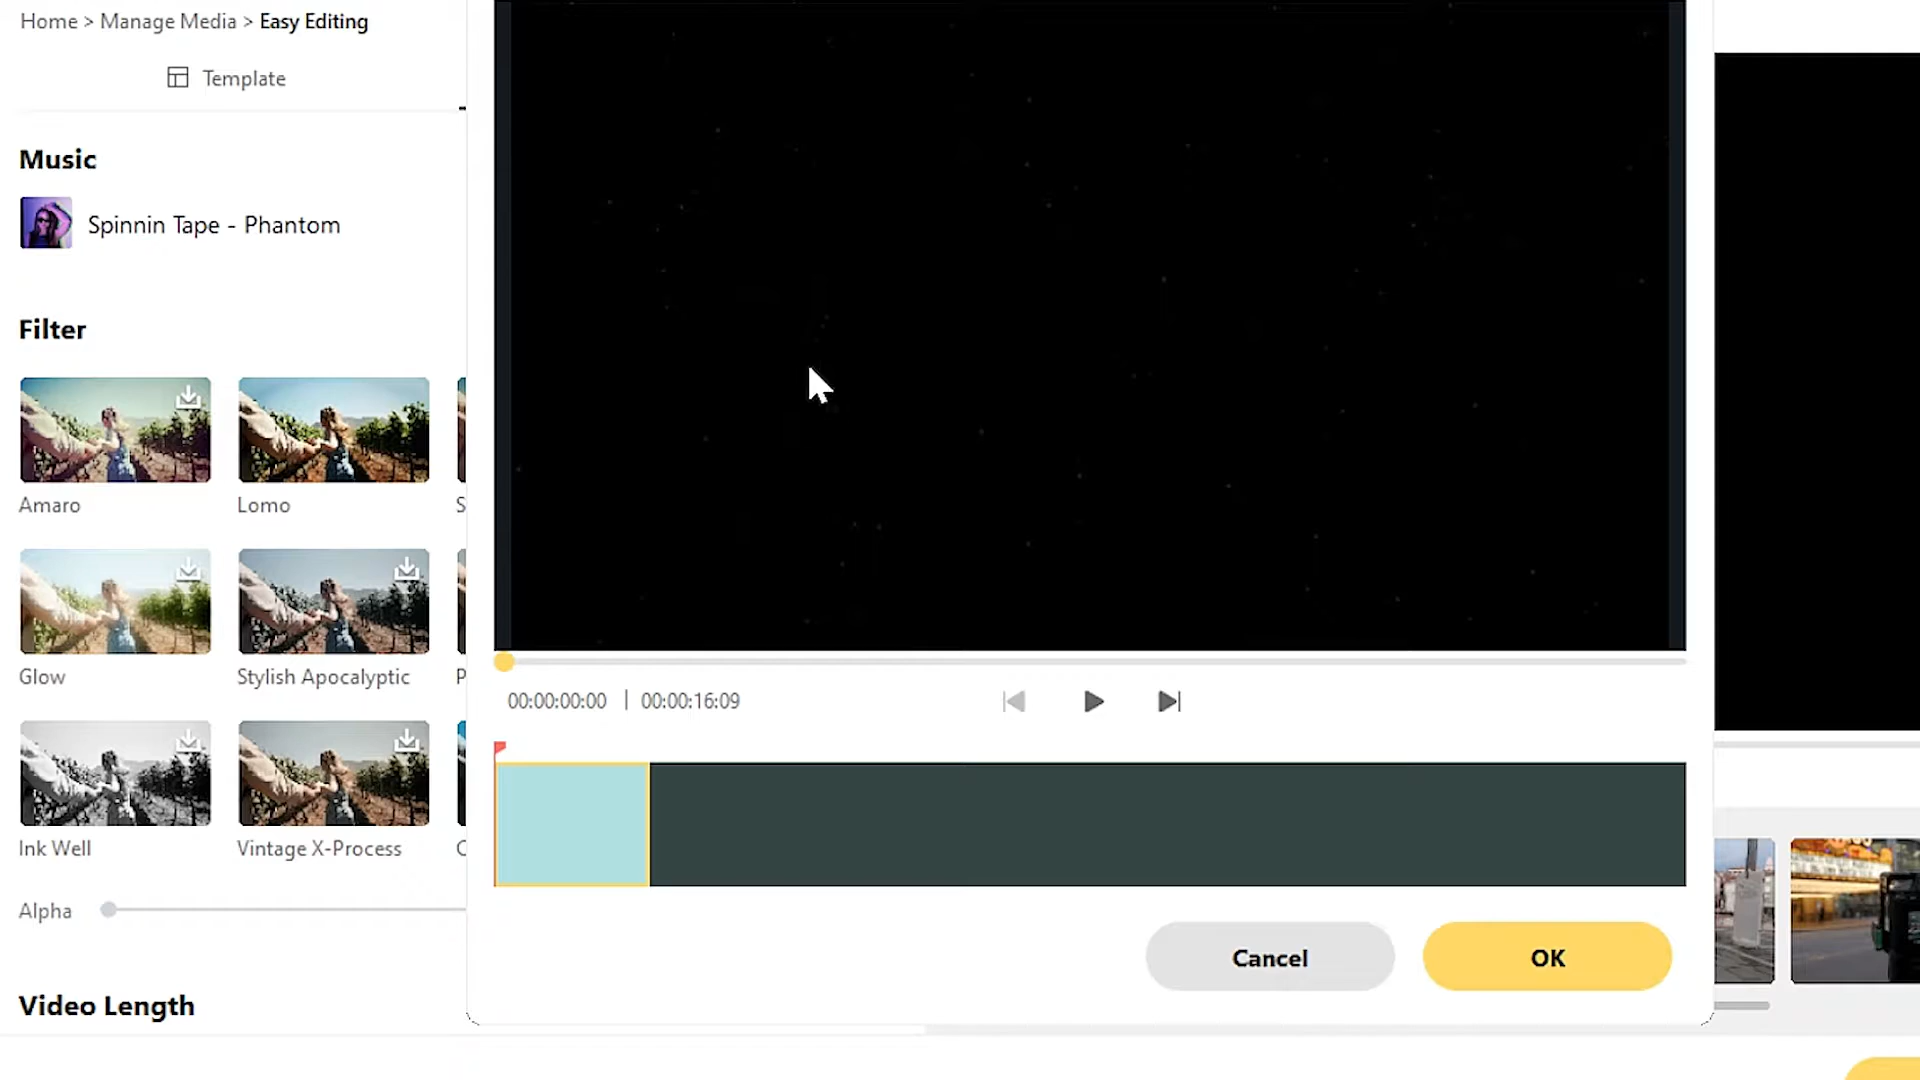 Home > Manage Media > Easy Editing
Template
Music
Spinnin Tape - Phantom
Filter
Amaro
Lomo
Glow
Stylish Apocalyptic
Ink Well
Vintage X-Process
Alpha
Video Length
00:00:00:00 | 00:00:16:09
Cancel
OK